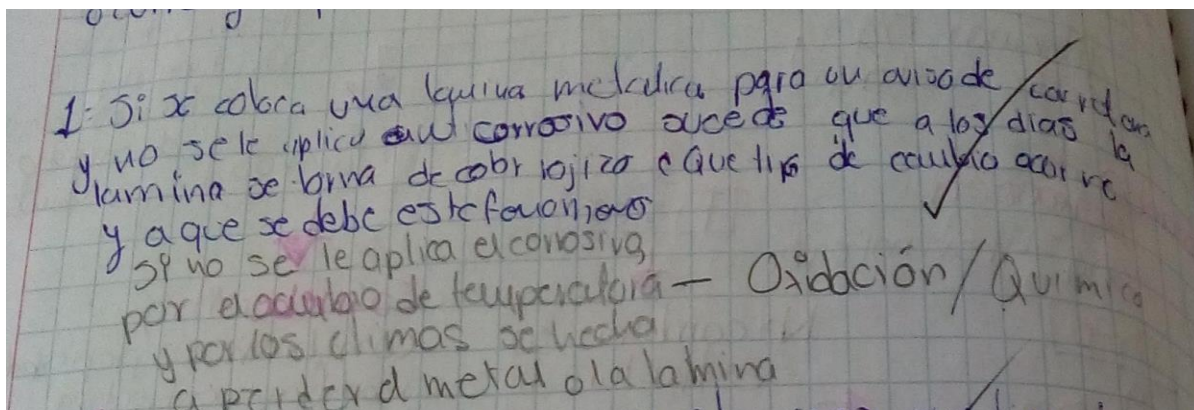 1: Si se coloca una lamina metalica para un aviso de carretera
y no se le aplica anticorrosivo sucede que a los dias la
lamina se torna de color rojizo ¿Que tipo de cambio ocurre
y a que se debe este fenomeno
si no se le aplica el corrosivo
por el cambio de temperatura — Oxidación / Quimico
y por los climas se hecha
a perder el metal o la lamina